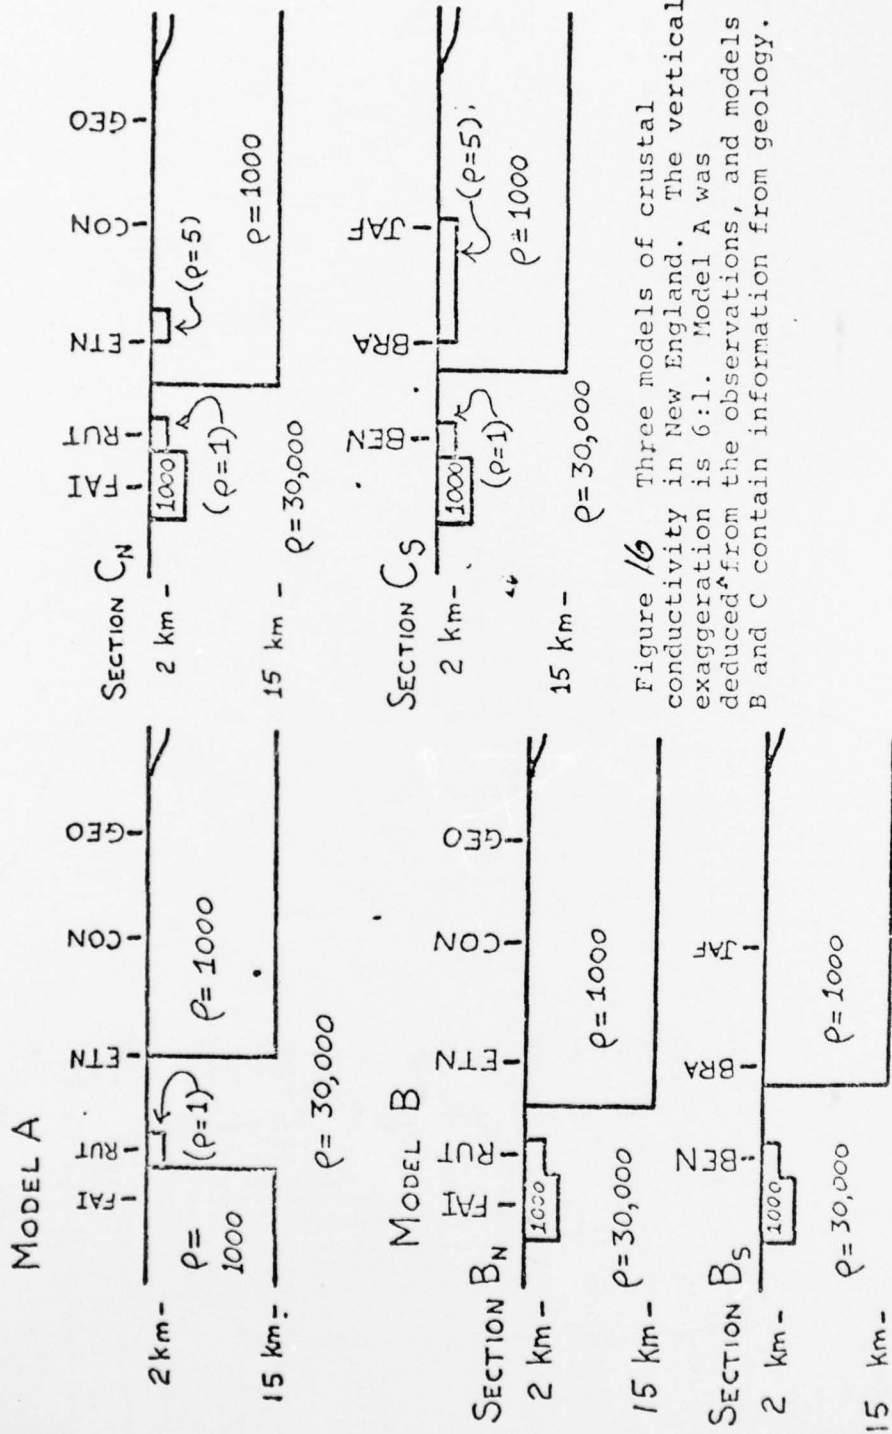 MODEL A
FAI RUT ETN CON GEO
2 km
ρ = 1000
(ρ=1)
ρ = 1000
15 km
ρ = 30,000
MODEL B
SECTION B_N
FAI RUT ETN CON GEO
2 km
1000
ρ = 1000
15 km
ρ = 30,000
SECTION B_S
BEN BRA JAF
2 km
1000
ρ = 1000
ρ = 30,000
15
SECTION C_N
FAI RUT ETN CON GEO
2 km
1000
(ρ=1)
(ρ=5)
ρ = 1000
15 km
ρ = 30,000
SECTION C_S
BEN BRA JAF
2 km
1000
(ρ=1)
(ρ=5)
ρ = 1000
15 km
ρ = 30,000
Figure 16 Three models of crustal
conductivity in New England. The vertical
exaggeration is 6:1. Model A was
deduced from the observations, and models
B and C contain information from geology.